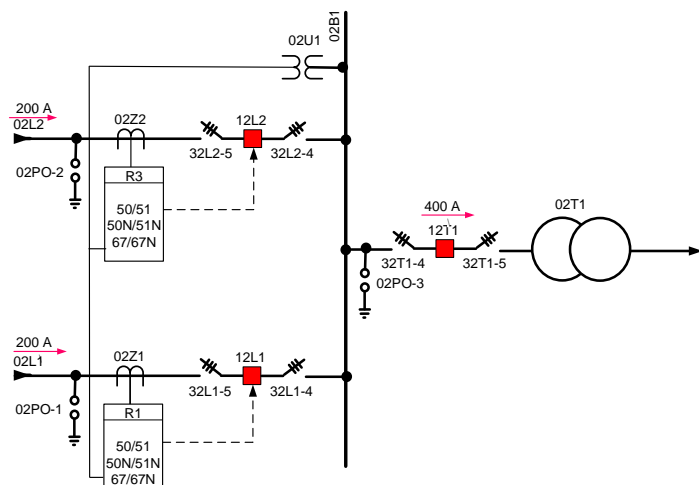 02U1
02B1
200 A
02L2
02Z2
12L2
32L2-5
32L2-4
02PO-2
R3
50/51
50N/51N
67/67N
400 A
12T1
02T1
32T1-4
32T1-5
02PO-3
200 A
02L1
02Z1
12L1
32L1-5
32L1-4
02PO-1
R1
50/51
50N/51N
67/67N